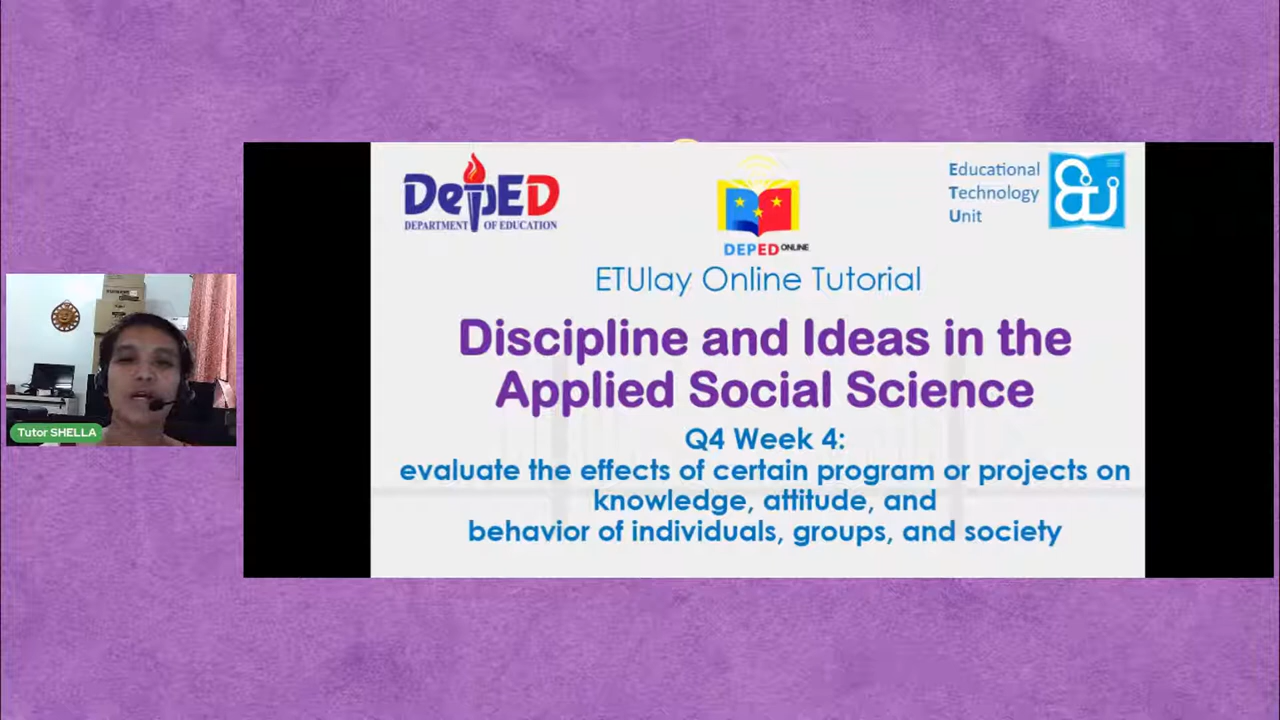 DepED
DEPARTMENT OF EDUCATION
DEPED ONLINE
Educational
Technology
Unit
ETUlay Online Tutorial
Discipline and Ideas in the
Applied Social Science
Q4 Week 4:
evaluate the effects of certain program or projects on
knowledge, attitude, and
behavior of individuals, groups, and society
Tutor SHELLA